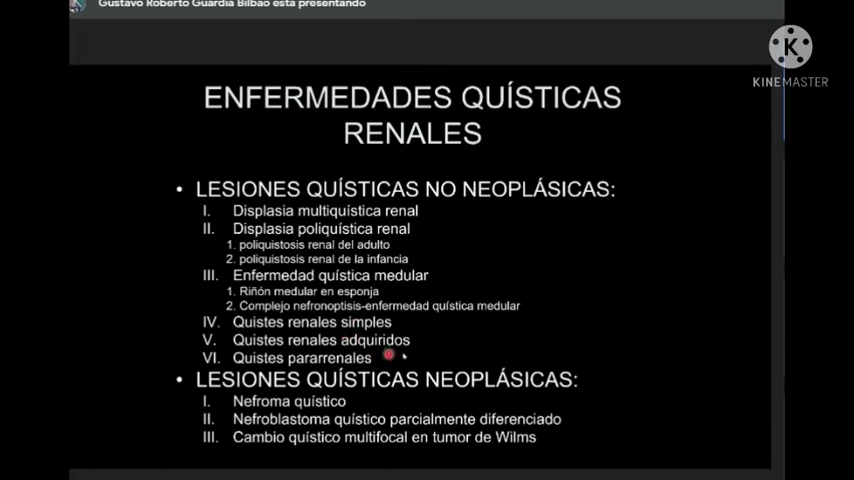 Gustavo Roberto Guardia Bilbao está presentando
K
KINEMASTER
ENFERMEDADES QUÍSTICAS
RENALES
• LESIONES QUÍSTICAS NO NEOPLÁSICAS:
I. Displasia multiquística renal
II. Displasia poliquística renal
1. poliquistosis renal del adulto
2. poliquistosis renal de la infancia
III. Enfermedad quística medular
1. Riñón medular en esponja
2. Complejo nefronoptisis-enfermedad quística medular
IV. Quistes renales simples
V. Quistes renales adquiridos
VI. Quistes pararrenales
• LESIONES QUÍSTICAS NEOPLÁSICAS:
I. Nefroma quístico
II. Nefroblastoma quístico parcialmente diferenciado
III. Cambio quístico multifocal en tumor de Wilms